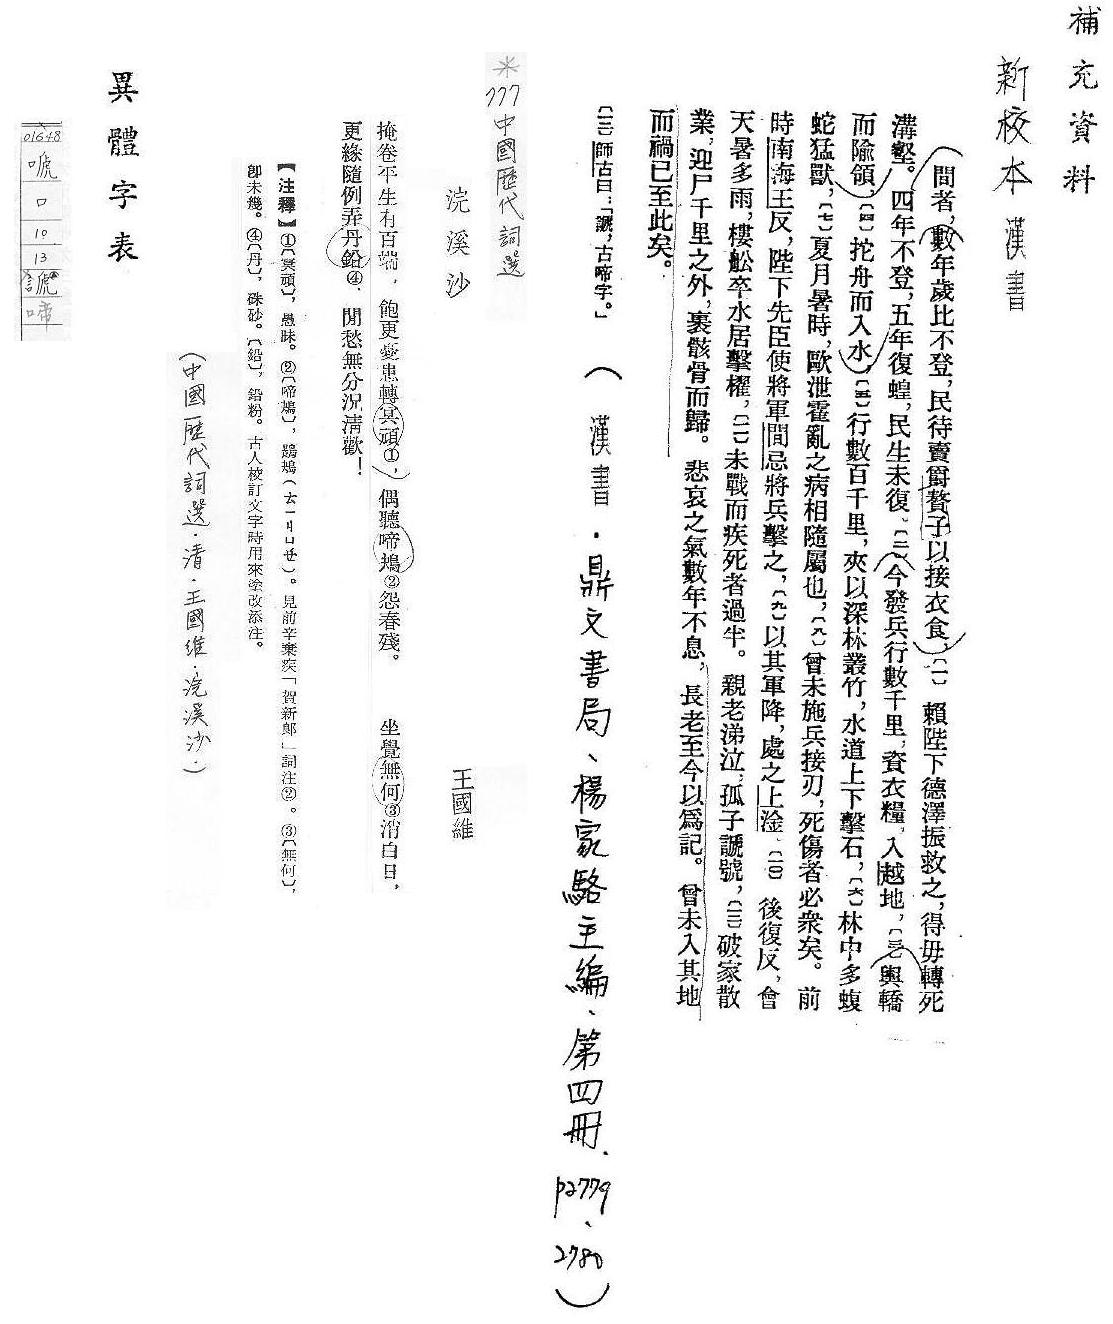 補充資料
新校本漢書
間者，數年歲比不登，民待賣爵贅子以接衣食，〔一〕賴陛下德澤振救之，得毋轉死
溝壑。四年不登，五年復蝗，民生未復。〔二〕今發兵行數千里，資衣糧，入越地，〔三〕輿轎
而隃領，〔四〕拕舟而入水，〔五〕行數百千里，夾以深林叢竹，水道上下擊石，〔六〕林中多蝮
蛇猛獸，〔七〕夏月暑時，歐泄霍亂之病相隨屬也，〔八〕曾未施兵接刃，死傷者必衆矣。前
時南海王反，陛下先臣使將軍間忌將兵擊之，〔九〕以其軍降，處之上淦。〔一〇〕後復反，會
天暑多雨，樓舩卒水居擊櫂，〔一一〕未戰而疾死者過半。親老涕泣，孤子謕號，〔一二〕破家散
業，迎尸千里之外，裹骸骨而歸。悲哀之氣數年不息，長老至今以爲記。曾未入其地
而禍已至此矣。
〔一二〕師古曰：「謕，古啼字。」
（漢書．鼎文書局、楊家駱主編、第四冊、p2779、2780）
米777中國歷代詞選
浣溪沙
王國維
掩卷平生有百端，飽更憂患轉冥頑①，偶聽啼鴂②怨春殘。　坐覺無何③消白日，
更緣隨例弄丹鉛④，閒愁無分況清歡！
【注釋】①〔冥頑〕，愚昧。②〔啼鴂〕，鶗鴂（ㄊㄧˊㄐㄩㄝˊ）。見前辛棄疾「賀新郎」詞注②。③〔無何〕，
卽未幾。④〔丹〕，硃砂。〔鉛〕，鉛粉。古人校訂文字時用來塗改添注。
（中國歷代詞選．清．王國維．浣溪沙．）
異體字表
01648
嗁
口
10
13
謕
啼